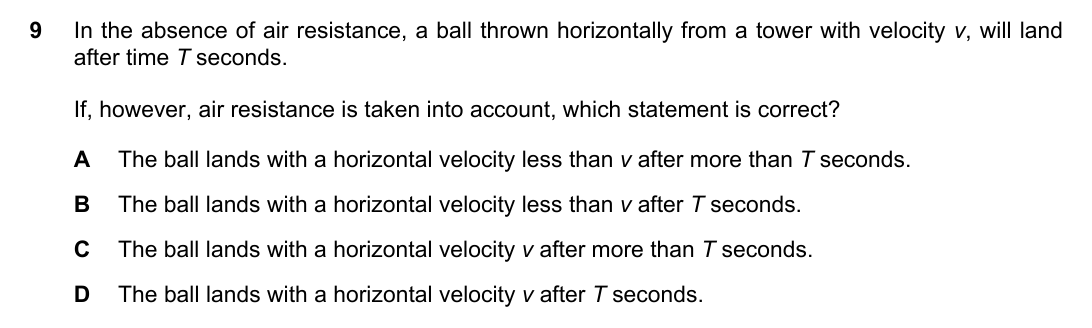 9 In the absence of air resistance, a ball thrown horizontally from a tower with velocity v, will land
after time T seconds.
If, however, air resistance is taken into account, which statement is correct?
A The ball lands with a horizontal velocity less than v after more than T seconds.
B The ball lands with a horizontal velocity less than v after T seconds.
C The ball lands with a horizontal velocity v after more than T seconds.
D The ball lands with a horizontal velocity v after T seconds.